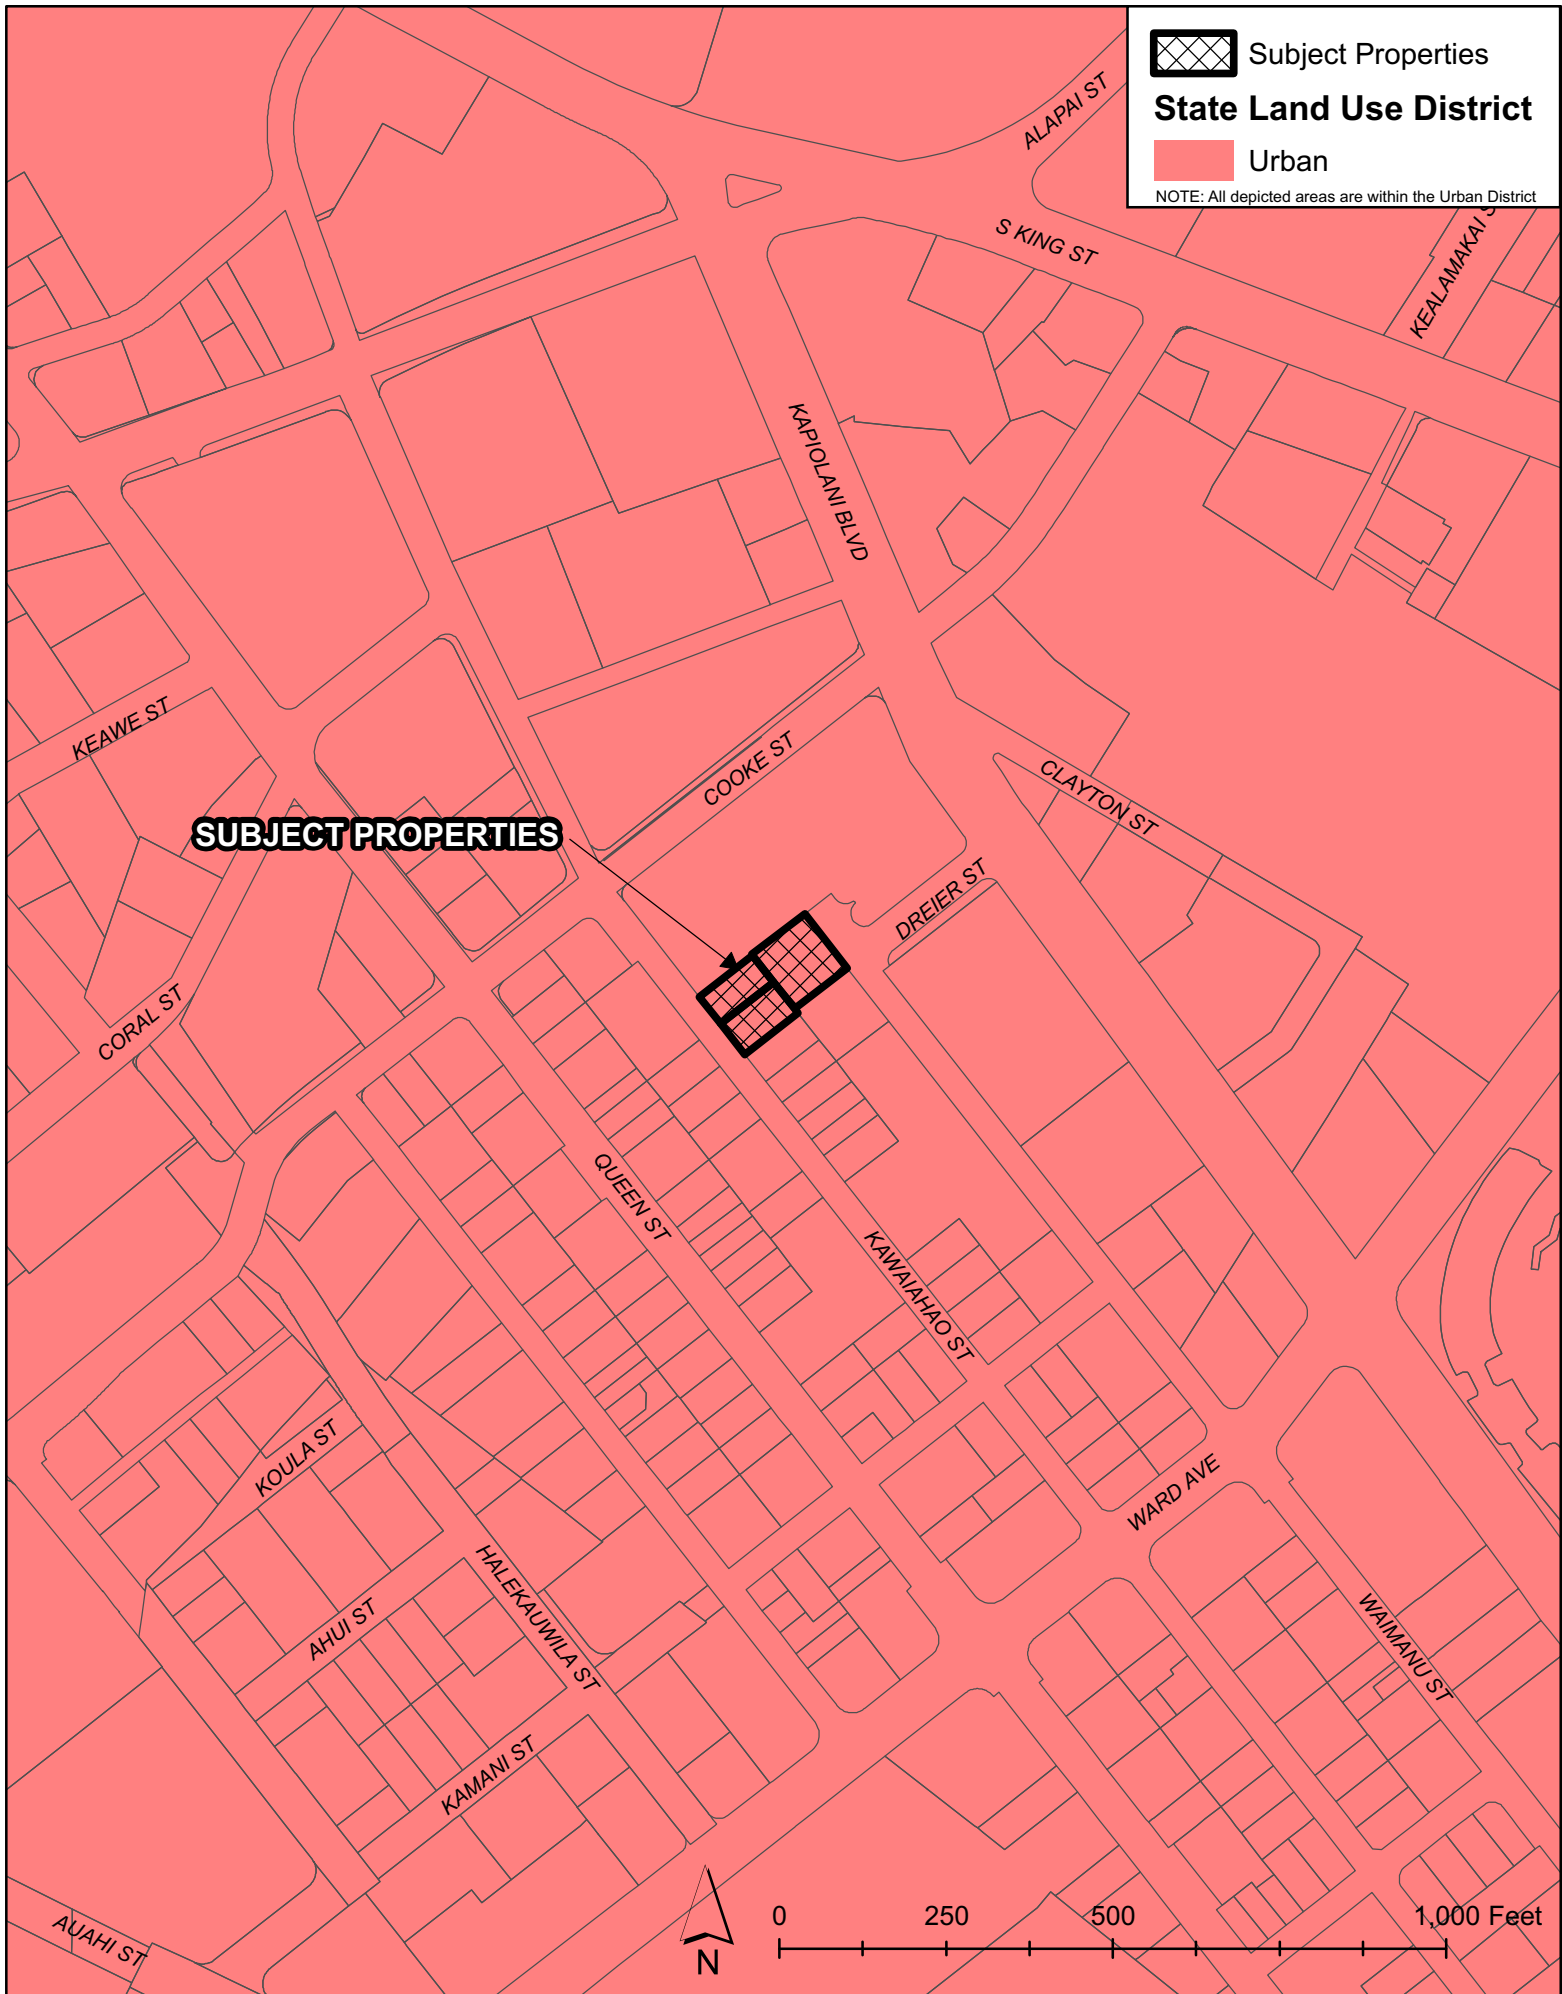 Subject Properties
State Land Use District
Urban
NOTE: All depicted areas are within the Urban District
ALAPAI ST
S KING ST
KEALAMAKAI S
KAPIOLANI BLVD
KEAWE ST
COOKE ST
CLAYTON ST
SUBJECT PROPERTIES
DREIER ST
CORAL ST
QUEEN ST
KAWAIAHAO ST
KOULA ST
WARD AVE
HALEKAUWILA ST
AHUI ST
WAIMANU ST
KAMANI ST
AUAHI ST
0 250 500 1,000 Feet
N